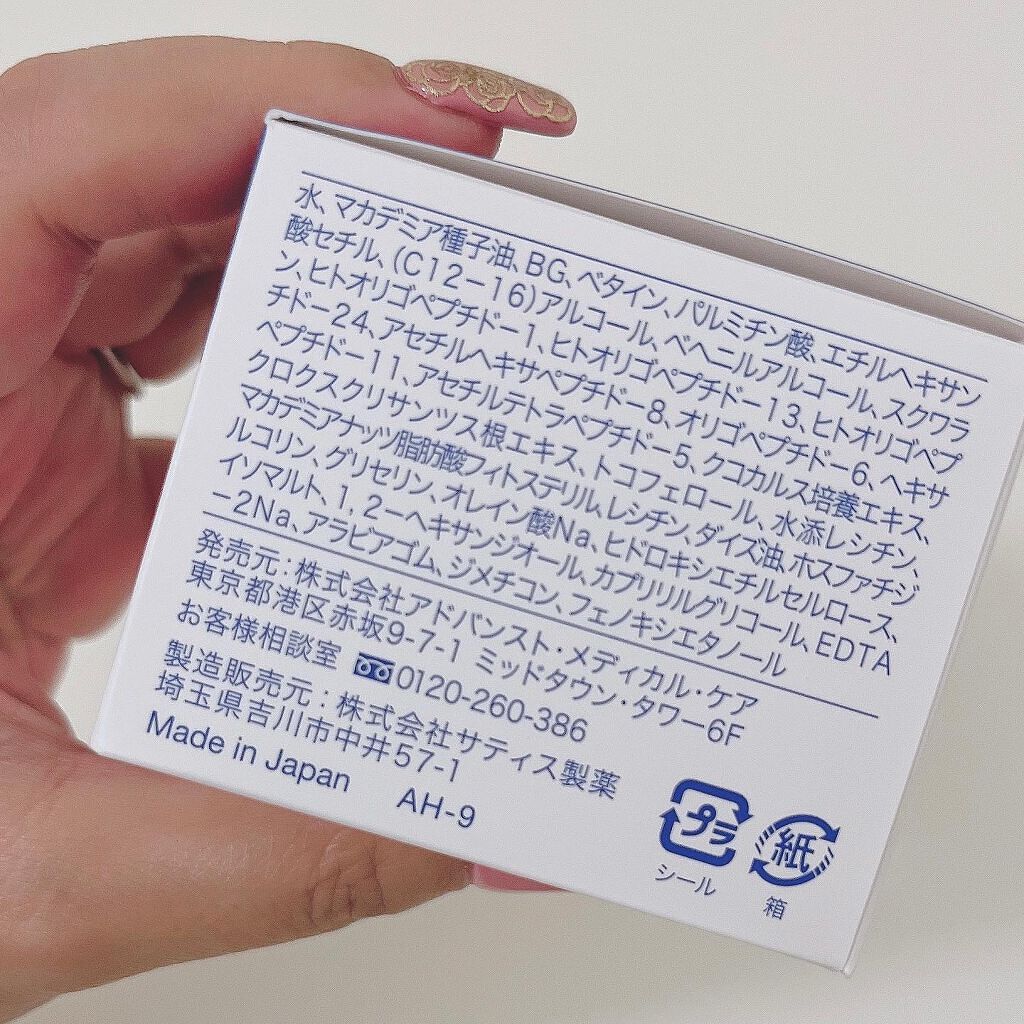 水、マカデミア種子油、BG、ベタイン、パルミチン酸、エチルヘキサン
酸セチル、(C12-16)アルコール、ベヘニルアルコール、スクワラ
ン、ヒトオリゴペプチド-1、ヒトオリゴペプチド-13、ヒトオリゴペプ
チド-24、アセチルヘキサペプチド-8、オリゴペプチド-6、ヘキサ
ペプチド-11、アセチルテトラペプチド-5、クコカルス培養エキス、
クロクスクリサンツス根エキス、トコフェロール、水添レシチン、
マカデミアナッツ脂肪酸フィトステリル、レシチン、ダイズ油、ホスファチジ
ルコリン、グリセリン、オレイン酸Na、ヒドロキシエチルセルロース、
イソマルト、1,2-ヘキサンジオール、カプリリルグリコール、EDTA
-2Na、アラビアゴム、ジメチコン、フェノキシエタノール
発売元:株式会社アドバンスト・メディカル・ケア
東京都港区赤坂9-7-1 ミッドタウン・タワー6F
お客様相談室 0120-260-386
製造販売元:株式会社サティス製薬
埼玉県吉川市中井57-1
Made in Japan AH-9
プラ 紙
シール 箱